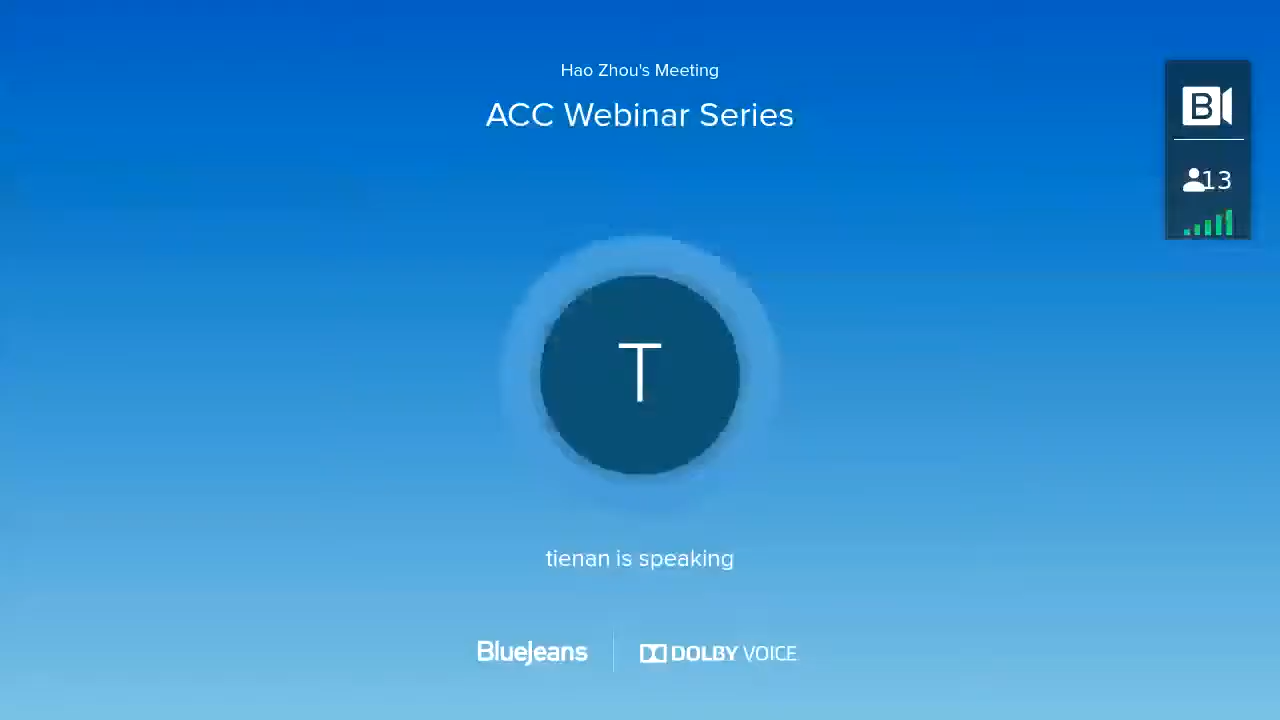 Hao Zhou's Meeting
ACC Webinar Series
B
13
T
tienan is speaking
BlueJeans
DOLBY VOICE